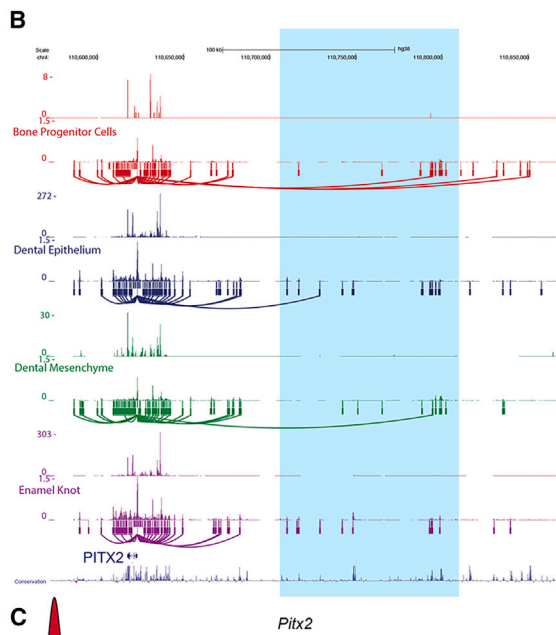 B
Scale 100 kb hg38
chr4: 110,600,000 110,650,000 110,700,000 110,750,000 110,800,000 110,850,000
8 -
0
1.5 -
Bone Progenitor Cells
0
272 -
0
1.5 -
Dental Epithelium
0
30 -
0
1.5 -
Dental Mesenchyme
0
303 -
0
1.5 -
Enamel Knot
0
PITX2
Conservation
C Pitx2